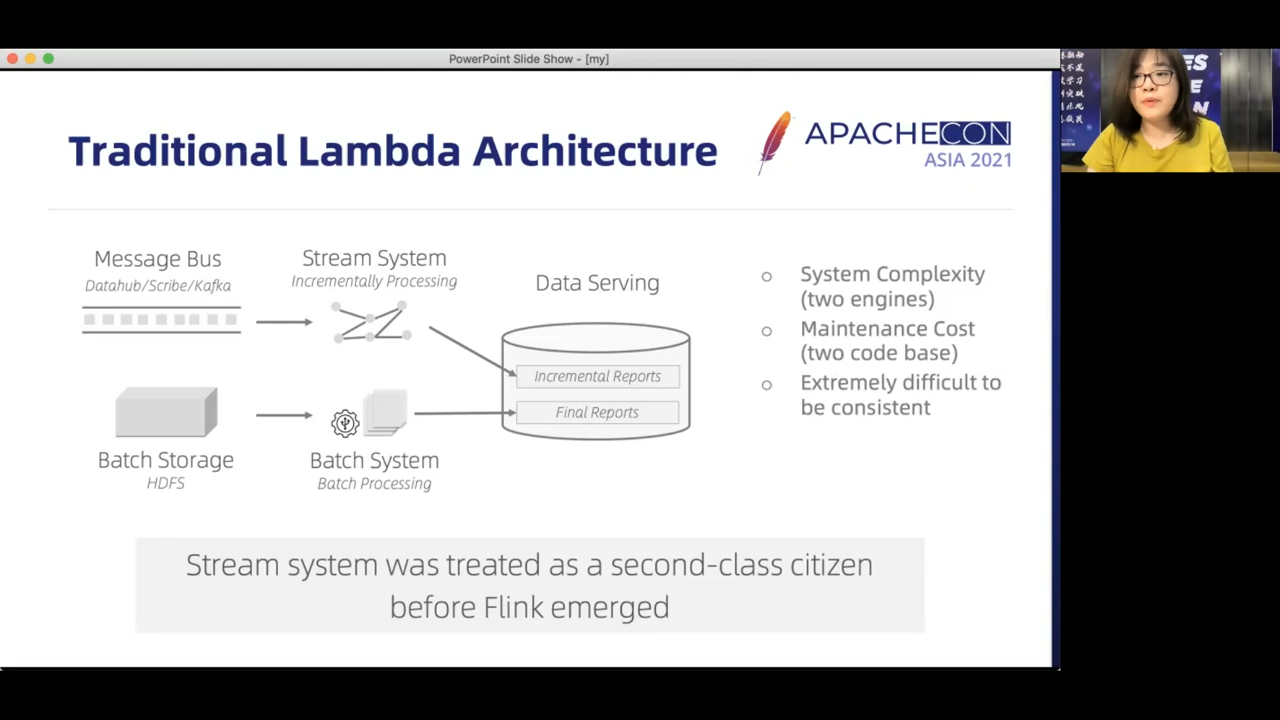 PowerPoint Slide Show - [my]
Traditional Lambda Architecture
APACHECON
ASIA 2021
Message Bus
Datahub/Scribe/Kafka
Stream System
Incrementally Processing
Data Serving
Incremental Reports
Final Reports
Batch Storage
HDFS
Batch System
Batch Processing
System Complexity
(two engines)
Maintenance Cost
(two code base)
Extremely difficult to
be consistent
Stream system was treated as a second-class citizen
before Flink emerged
ES
E
N